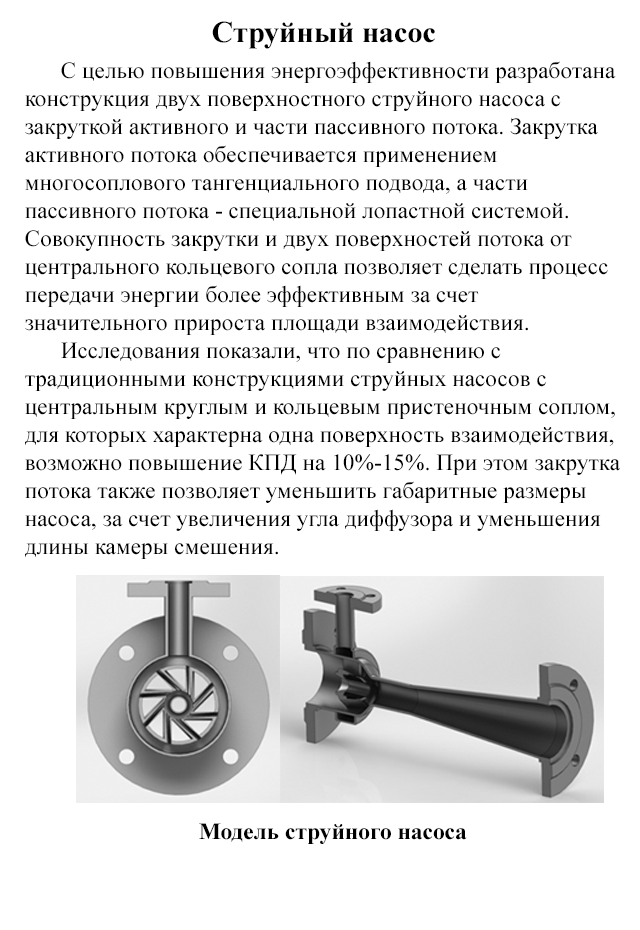 Струйный насос
С целью повышения энергоэффективности разработана
конструкция двух поверхностного струйного насоса с
закруткой активного и части пассивного потока. Закрутка
активного потока обеспечивается применением
многосоплового тангенциального подвода, а части
пассивного потока - специальной лопастной системой.
Совокупность закрутки и двух поверхностей потока от
центрального кольцевого сопла позволяет сделать процесс
передачи энергии более эффективным за счет
значительного прироста площади взаимодействия.
Исследования показали, что по сравнению с
традиционными конструкциями струйных насосов с
центральным круглым и кольцевым пристеночным соплом,
для которых характерна одна поверхность взаимодействия,
возможно повышение КПД на 10%-15%. При этом закрутка
потока также позволяет уменьшить габаритные размеры
насоса, за счет увеличения угла диффузора и уменьшения
длины камеры смешения.
Модель струйного насоса